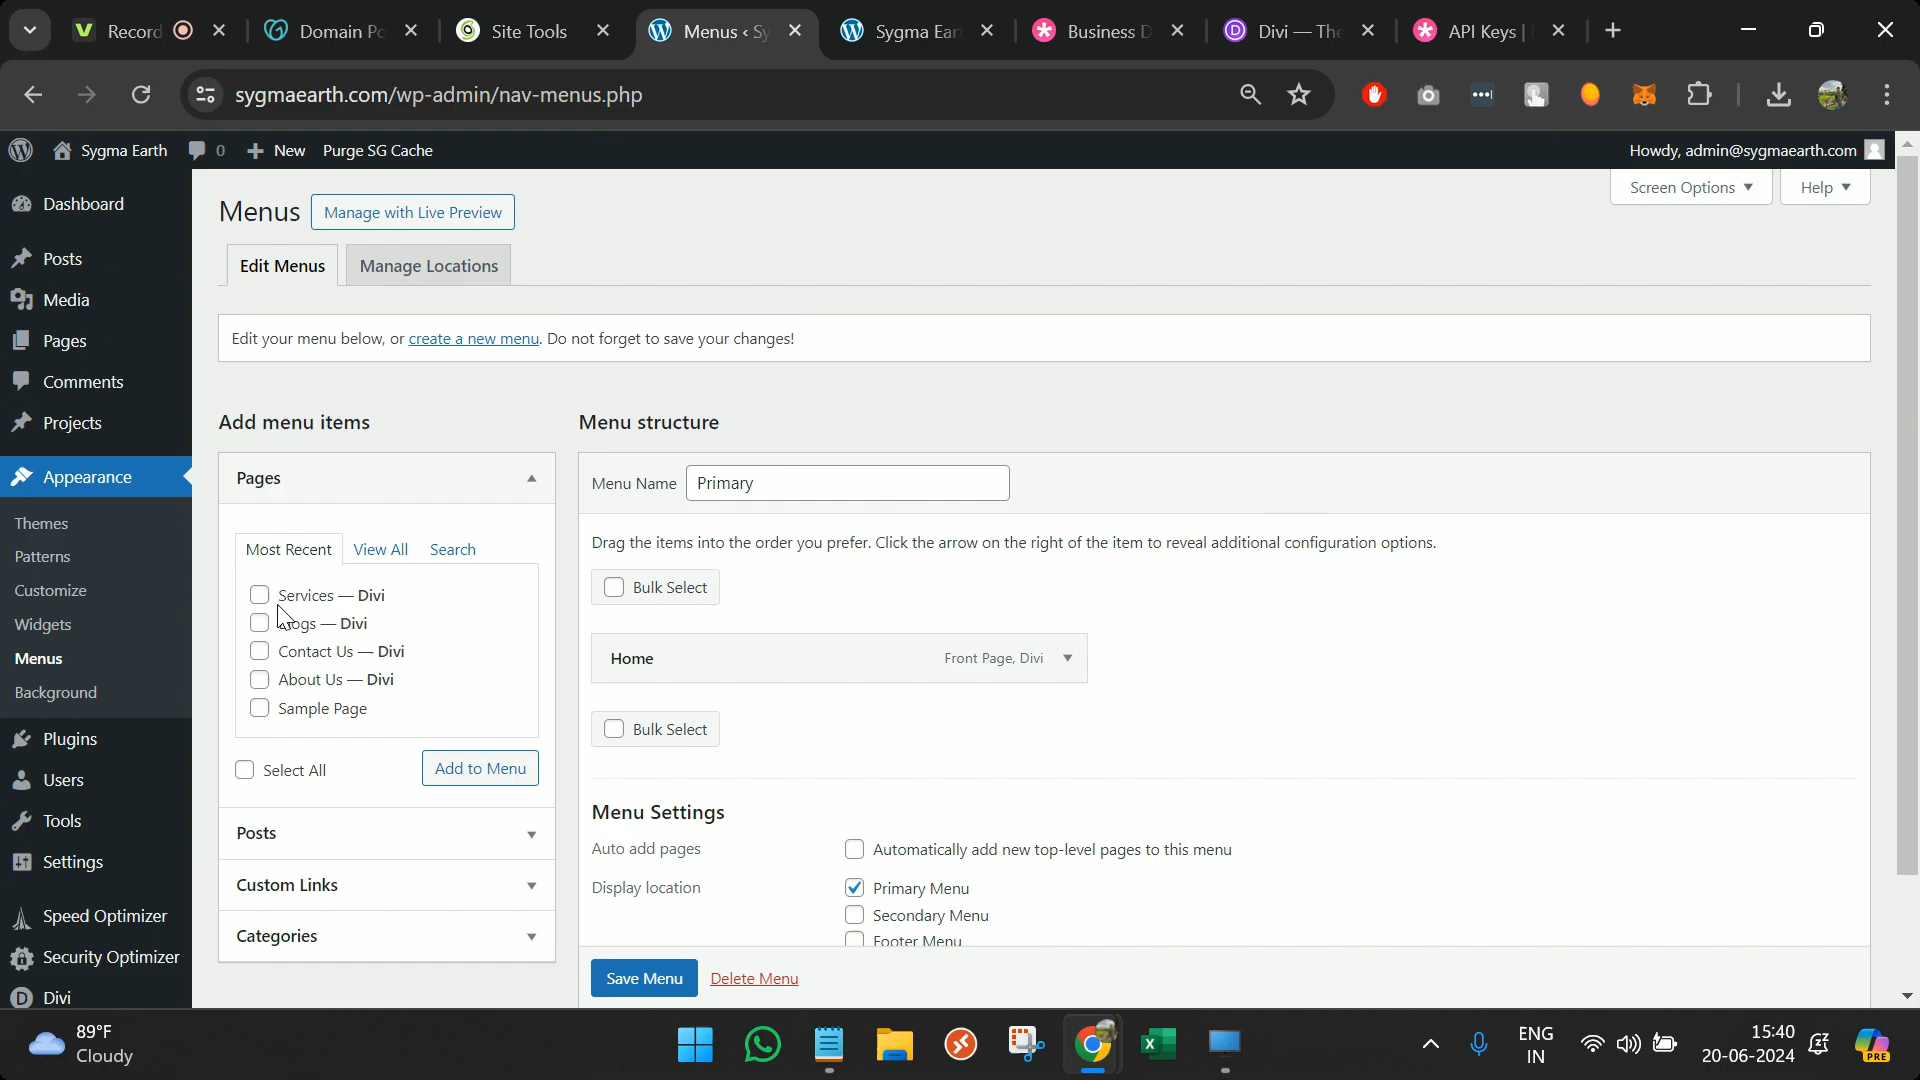 Record
Domain Po
Site Tools
Menus ‹ Sy
Sygma Ear
Business D
Divi — The
API Keys |
sygmaearth.com/wp-admin/nav-menus.php
Sygma Earth
0
New
Purge SG Cache
Howdy, admin@sygmaearth.com
Dashboard
Posts
Media
Pages
Comments
Projects
Appearance
Themes
Patterns
Customize
Widgets
Menus
Background
Plugins
Users
Tools
Settings
Speed Optimizer
Security Optimizer
Divi
Screen Options
Help
Menus
Manage with Live Preview
Edit Menus
Manage Locations
Edit your menu below, or create a new menu. Do not forget to save your changes!
Add menu items
Pages
Most Recent
View All
Search
Services — Divi
ogs — Divi
Contact Us — Divi
About Us — Divi
Sample Page
Select All
Add to Menu
Posts
Custom Links
Categories
Menu structure
Menu Name
Primary
Drag the items into the order you prefer. Click the arrow on the right of the item to reveal additional configuration options.
Bulk Select
Home
Front Page, Divi
Bulk Select
Menu Settings
Auto add pages
Automatically add new top-level pages to this menu
Display location
Primary Menu
Secondary Menu
Footer Menu
Save Menu
Delete Menu
89°F
Cloudy
ENG
IN
15:40
20-06-2024
PRE